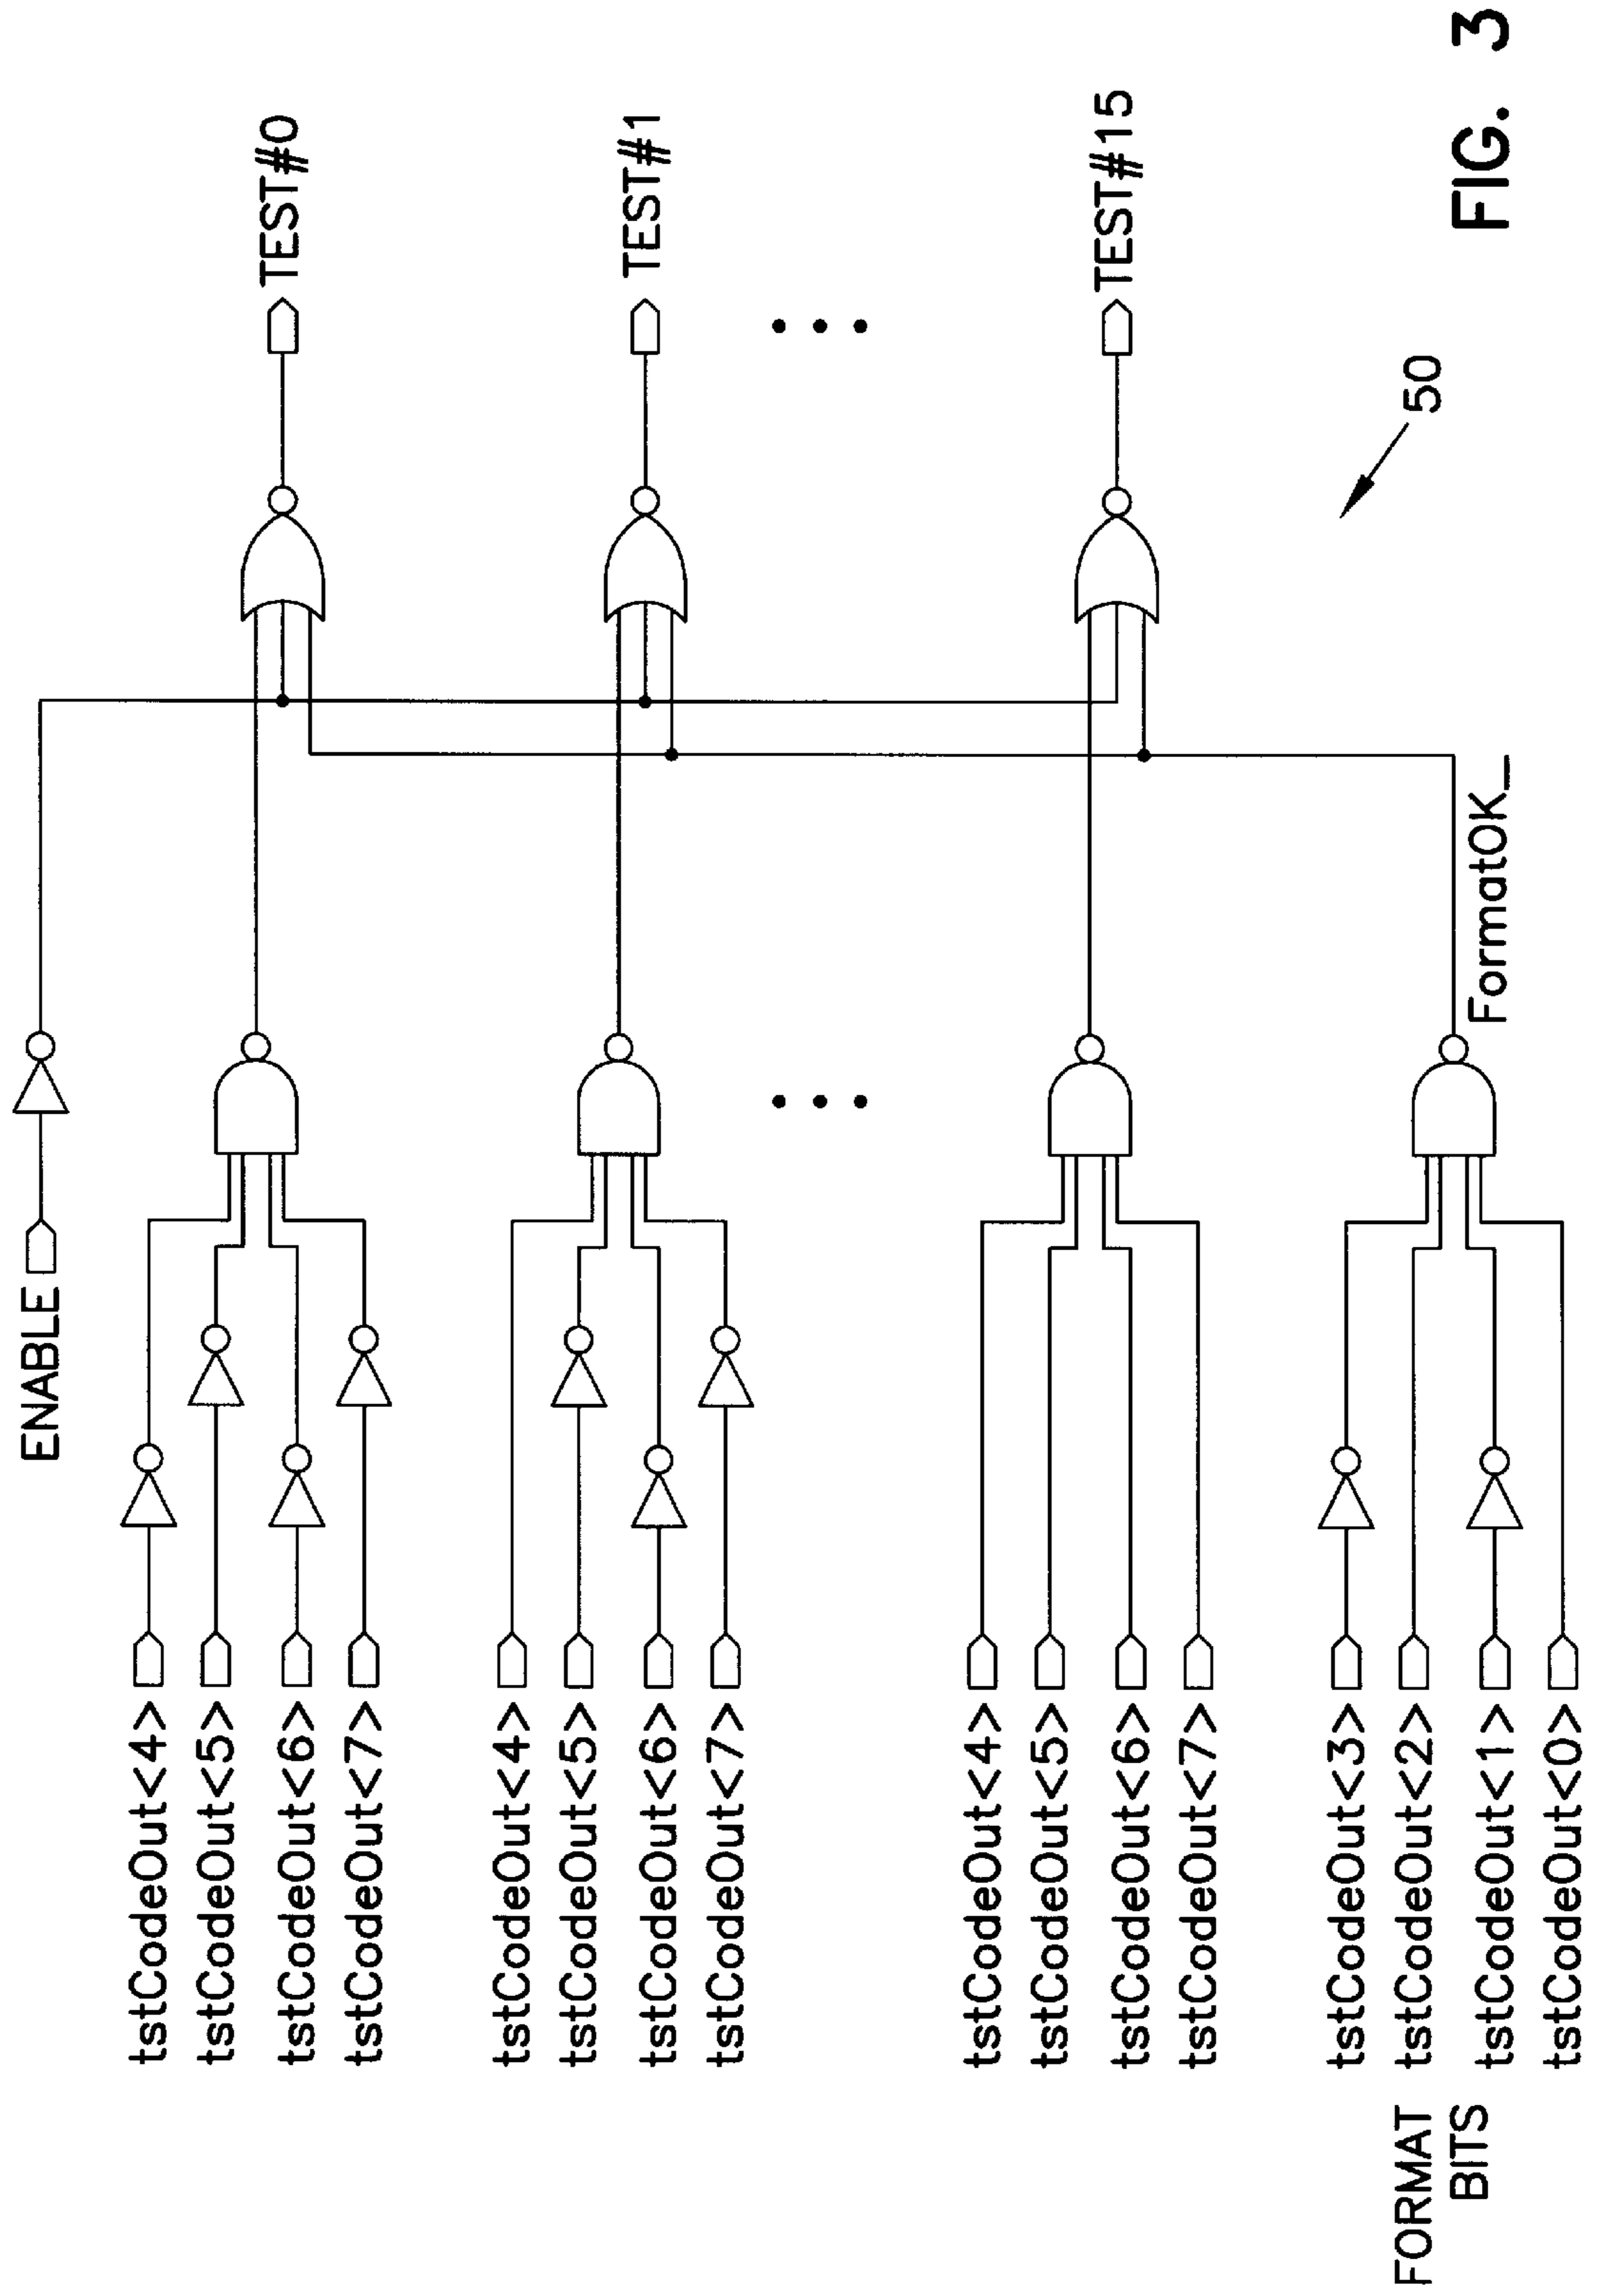 ENABLE
tstCodeOut<4>
tstCodeOut<5>
tstCodeOut<6>
tstCodeOut<7>
TEST#0
tstCodeOut<4>
tstCodeOut<5>
tstCodeOut<6>
tstCodeOut<7>
TEST#1
tstCodeOut<4>
tstCodeOut<5>
tstCodeOut<6>
tstCodeOut<7>
TEST#15
FORMAT
BITS
tstCodeOut<3>
tstCodeOut<2>
tstCodeOut<1>
tstCodeOut<0>
FormatOK_
50
FIG. 3